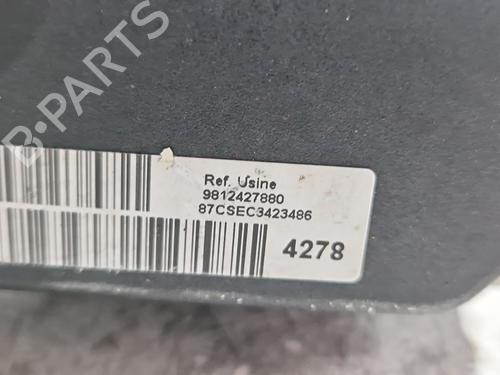 B-PARTS
Ref. Usine
9812427880
87CSEC3423486
4278